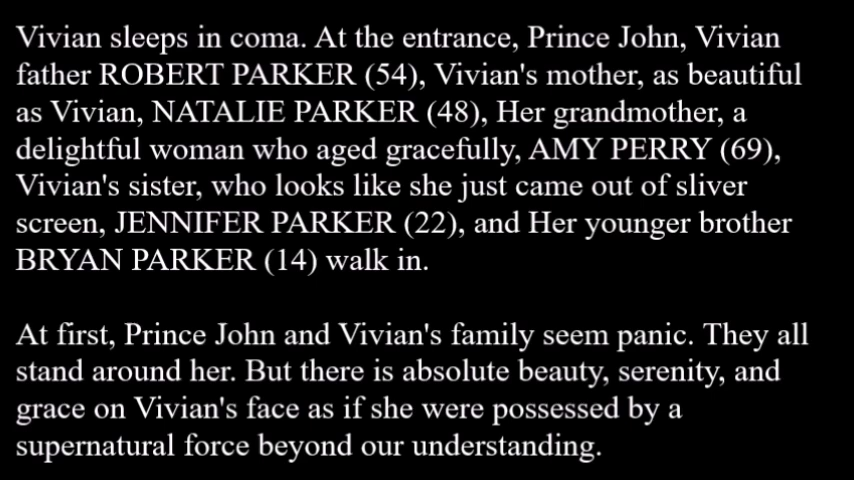 Vivian sleeps in coma. At the entrance, Prince John, Vivian
father ROBERT PARKER (54), Vivian's mother, as beautiful
as Vivian, NATALIE PARKER (48), Her grandmother, a
delightful woman who aged gracefully, AMY PERRY (69),
Vivian's sister, who looks like she just came out of sliver
screen, JENNIFER PARKER (22), and Her younger brother
BRYAN PARKER (14) walk in.
At first, Prince John and Vivian's family seem panic. They all
stand around her. But there is absolute beauty, serenity, and
grace on Vivian's face as if she were possessed by a
supernatural force beyond our understanding.